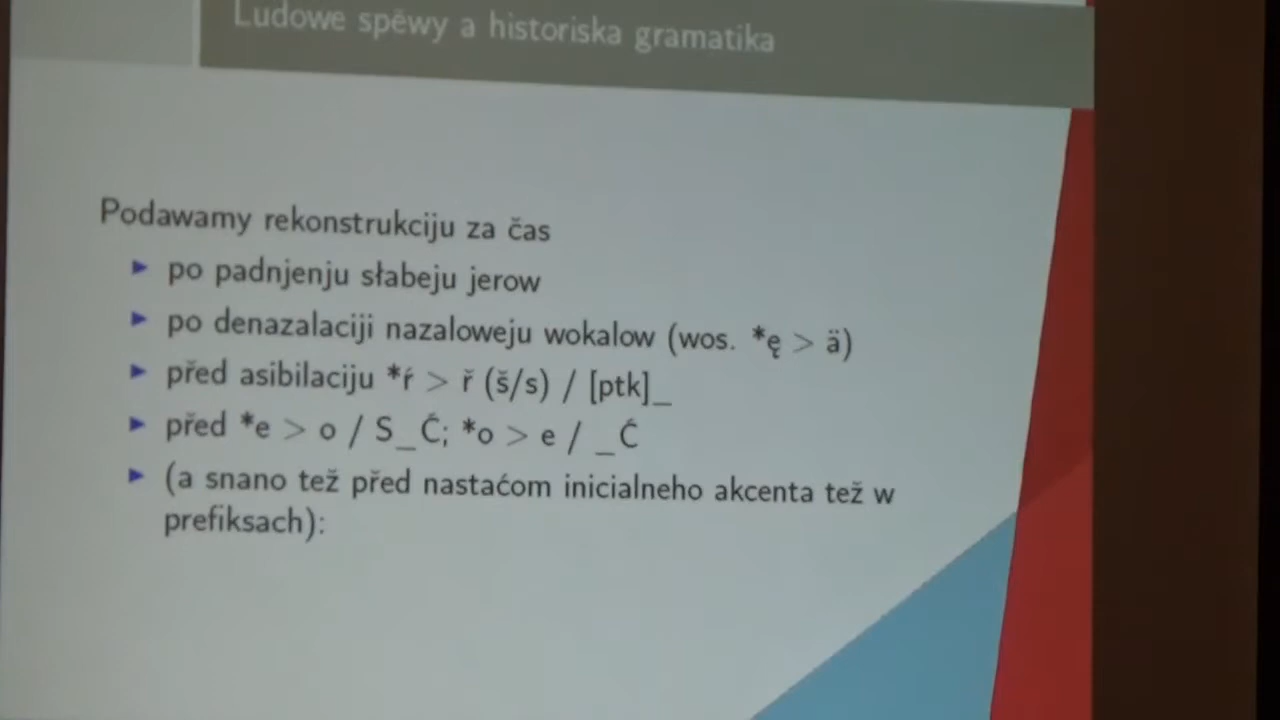 Ludowe spěwy a historiska gramatika
Podawamy rekonstrukciju za čas
▶ po padnjenju słabeju jerow
▶ po denazalaciji nazaloweju wokalow (wos. *ę > ä)
▶ před asibilaciju *ŕ > ř (š/s) / [ptk]_
▶ před *e > o / S_Ć; *o > e / _Ć
▶ (a snano tež před nastaćom inicialneho akcenta tež w
prefiksach):